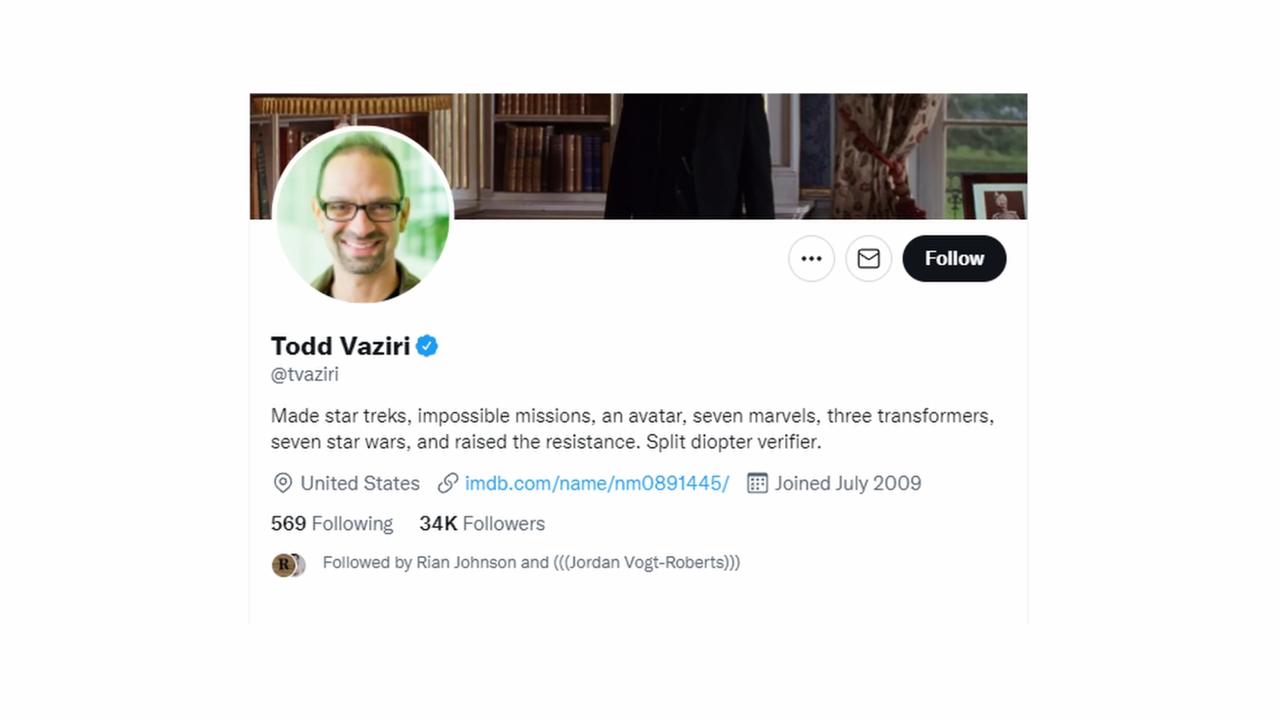 Follow
Todd Vaziri
@tvaziri
Made star treks, impossible missions, an avatar, seven marvels, three transformers,
seven star wars, and raised the resistance. Split diopter verifier.
United States imdb.com/name/nm0891445/ Joined July 2009
569 Following 34K Followers
R Followed by Rian Johnson and (((Jordan Vogt-Roberts)))